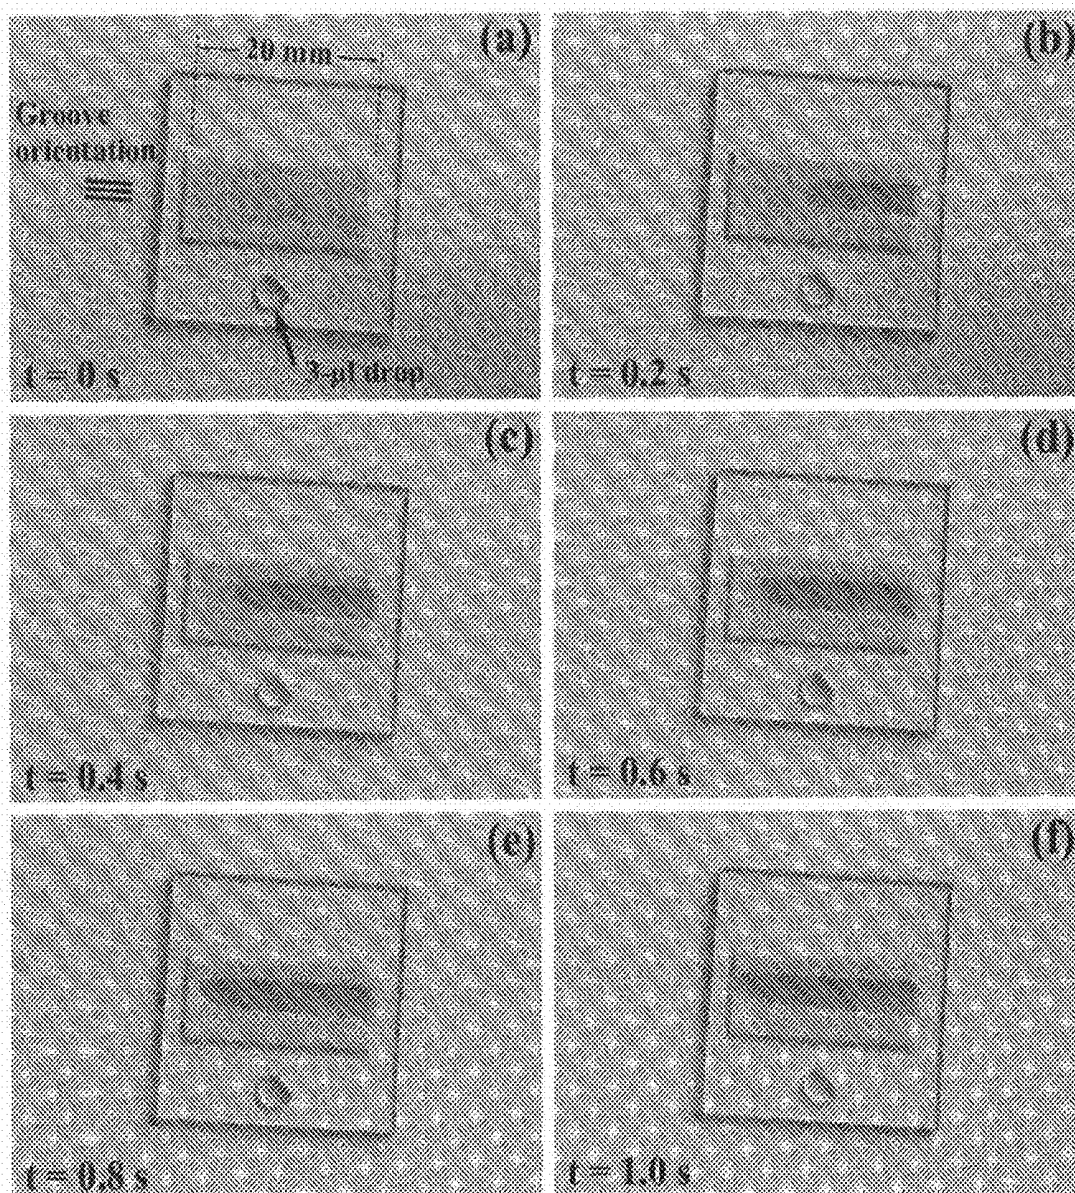 (a)
20 mm
Groove
orientation
3-μl drop
t = 0 s
(b)
t = 0.2 s
(c)
t = 0.4 s
(d)
t = 0.6 s
(e)
t = 0.8 s
(f)
t = 1.0 s